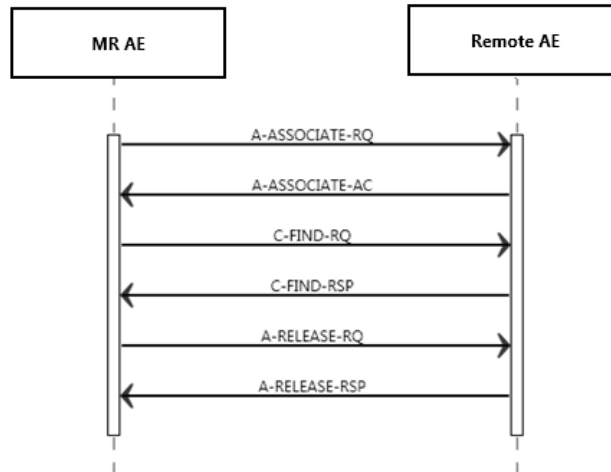 MR AE
Remote AE
A-ASSOCIATE-RQ
A-ASSOCIATE-AC
C-FIND-RQ
C-FIND-RSP
A-RELEASE-RQ
A-RELEASE-RSP